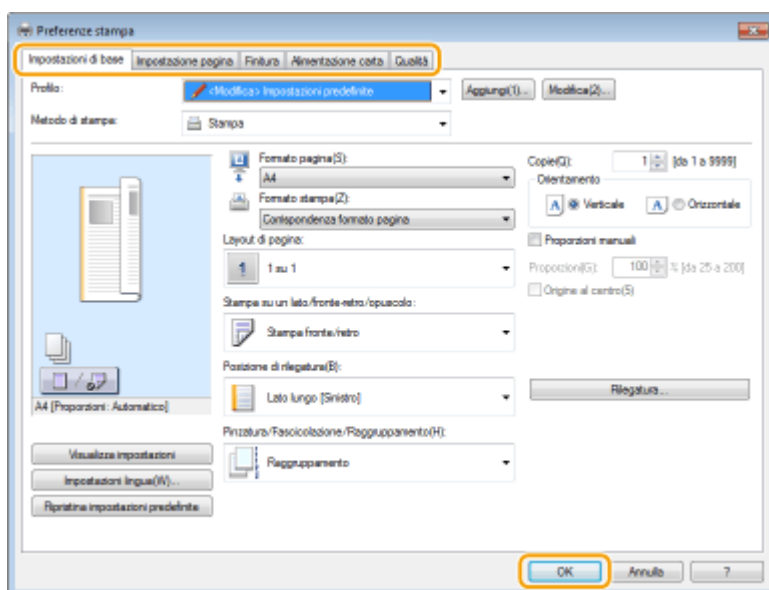 Preferenze stampa
Impostazioni di base Impostazione pagina Finitura Alimentazione carta Qualità
Profilo: <Modifica> Impostazioni predefinite Aggiungi(1)... Modifica(2)...
Metodo di stampa: Stampa
Formato pagina(S): Copie(Q): 1 [da 1 a 9999]
A4 Orientamento
Formato stampa(Z): A Verticale A Orizzontale
Corrispondenza formato pagina
Layout di pagina: Proporzioni manuali
1 1 su 1 Proporzioni(G): 100 % [da 25 a 200]
Origine al centro(5)
Stampa su un lato/fronte-retro/opuscolo:
Stampa fronte/retro
Posizione di rilegatura(B):
Lato lungo [Sinistro] Rilegatura...
A4 [Proporzioni: Automatico]
Pinzatura/Fascicolazione/Raggruppamento(H):
Visualizza impostazioni
Raggruppamento
Impostazioni lingua(W)...
Ripristina impostazioni predefinite
OK Annulla ?